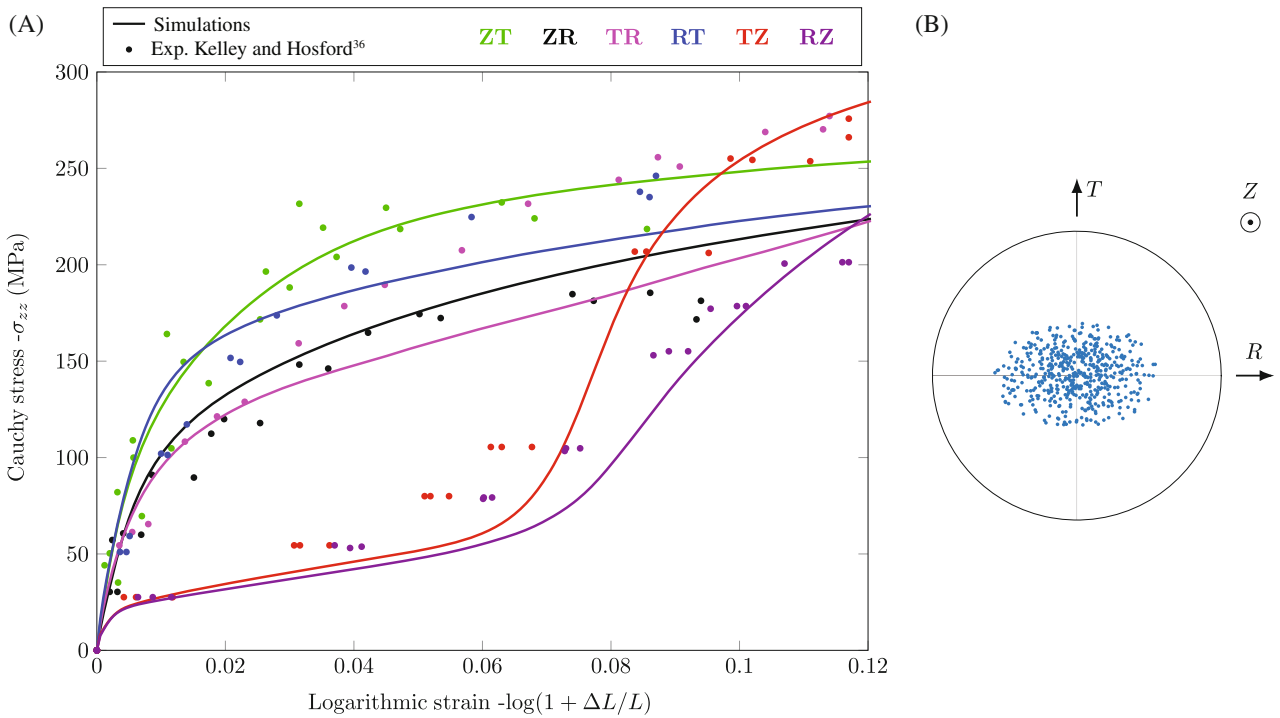 (A)
Simulations
Exp. Kelley and Hosford36
ZT ZR TR RT TZ RZ
300
250
200
150
100
50
0
0 0.02 0.04 0.06 0.08 0.1 0.12
Cauchy stress -σzz (MPa)
Logarithmic strain -log(1 + ΔL/L)
(B)
T
Z
R